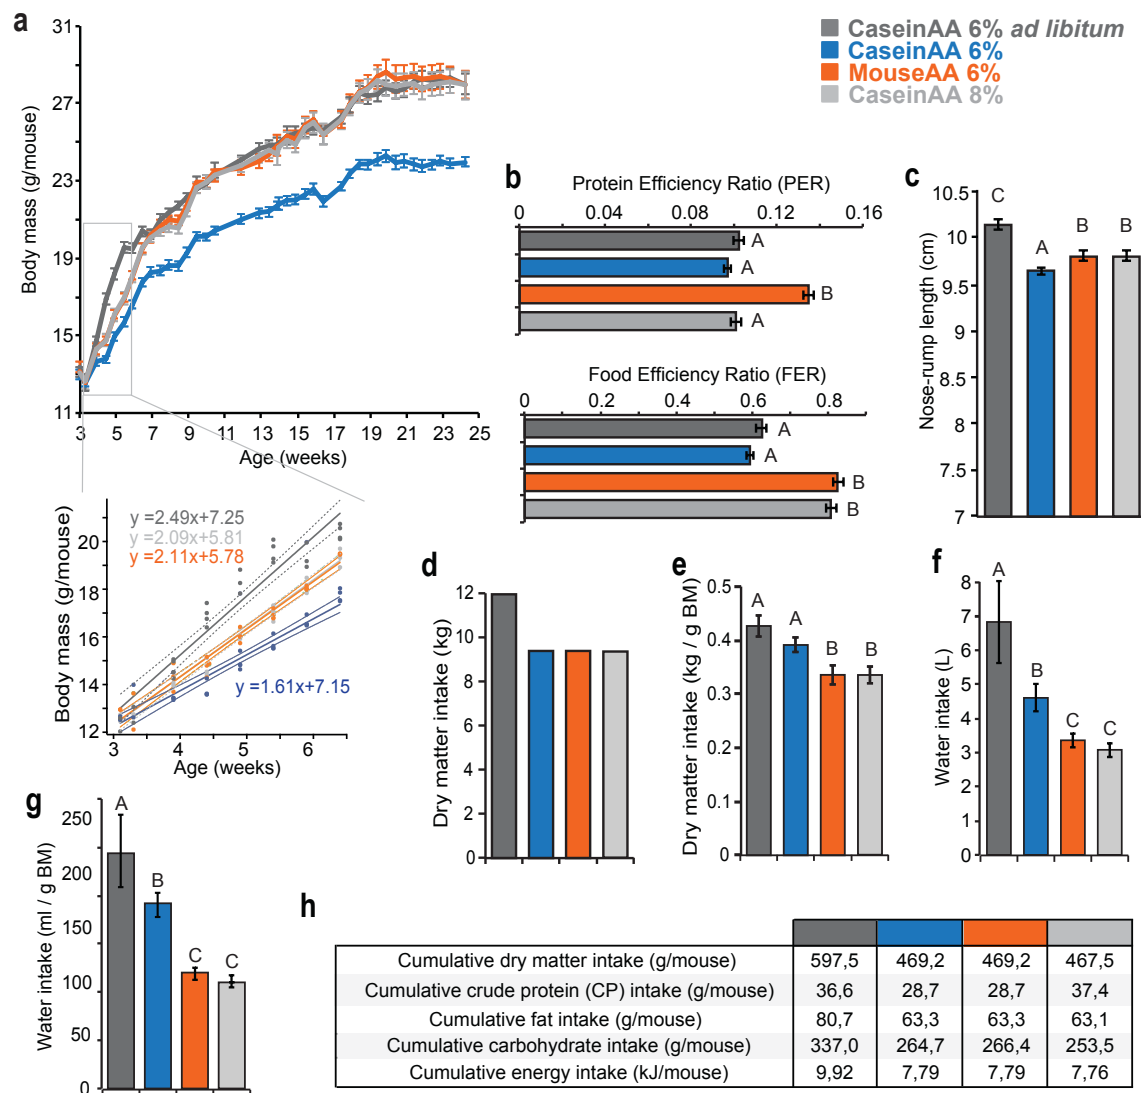 a
31
27
23
19
15
11
Body mass (g/mouse)
3 5 7 9 11 13 15 17 19 21 23 25
Age (weeks)
CaseinAA 6% ad libitum
CaseinAA 6%
MouseAA 6%
CaseinAA 8%
b
Protein Efficiency Ratio (PER)
0 0.04 0.08 0.12 0.16
A
A
B
A
Food Efficiency Ratio (FER)
0 0.2 0.4 0.6 0.8
A
A
B
B
c
10.5
10
9.5
9
8.5
8
7.5
7
Nose-rump length (cm)
C A B B
Body mass (g/mouse)
20
18
16
14
12
y =2.49x+7.25
y =2.09x+5.81
y =2.11x+5.78
y =1.61x+7.15
3 4 5 6
Age (weeks)
d
12
10
8
6
4
2
0
Dry matter intake (kg)
e
0.5
0.4
0.3
0.2
0.1
0
Dry matter intake (kg / g BM)
A A B B
f
8
7
6
5
4
3
2
1
0
Water intake (L)
A B C C
g
250
200
150
100
50
0
Water intake (ml / g BM)
A B C C
h
Cumulative dry matter intake (g/mouse) 597,5 469,2 469,2 467,5
Cumulative crude protein (CP) intake (g/mouse) 36,6 28,7 28,7 37,4
Cumulative fat intake (g/mouse) 80,7 63,3 63,3 63,1
Cumulative carbohydrate intake (g/mouse) 337,0 264,7 266,4 253,5
Cumulative energy intake (kJ/mouse) 9,92 7,79 7,79 7,76